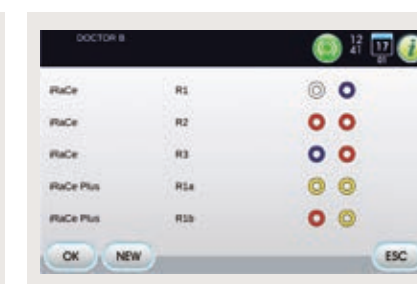 DOCTOR B
12
41
17
01
i
iRaCe R1
iRaCe R2
iRaCe R3
iRaCe Plus R1a
iRaCe Plus R1b
OK NEW ESC